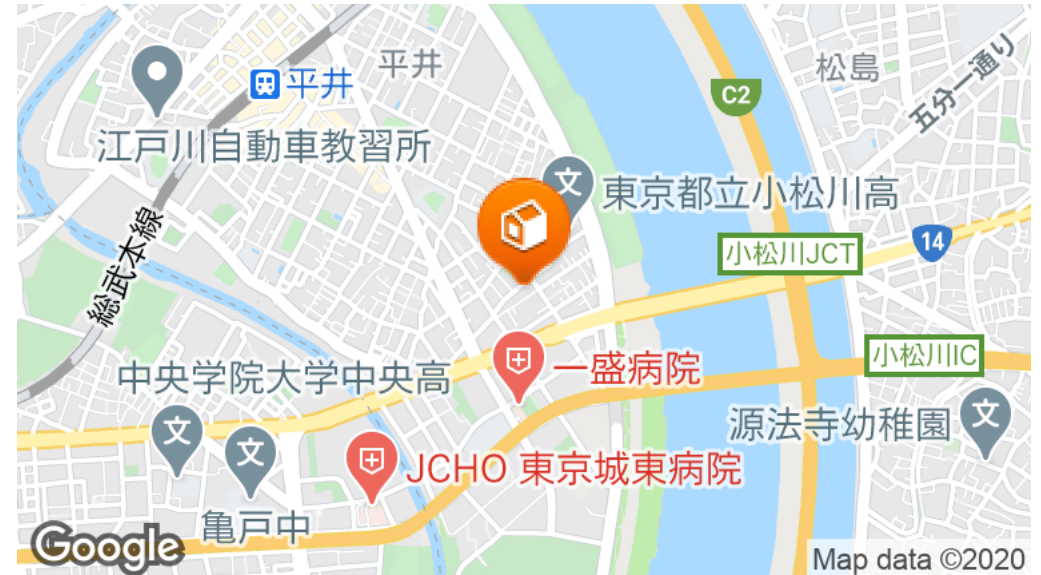 平井
平井
松島
五分一通り
C2
江戸川自動車教習所
文
東京都立小松川高
総武本線
小松川JCT
14
小松川IC
中央学院大学中央高
一盛病院
文
文
源法寺幼稚園
文
JCHO 東京城東病院
亀戸中
Google
Map data ©2020